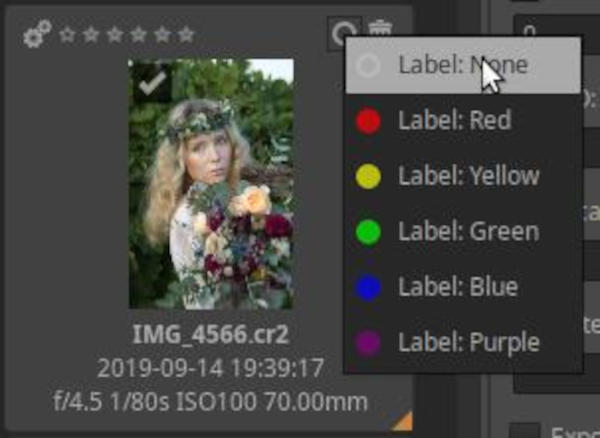 Label: None
Label: Red
Label: Yellow
Label: Green
Label: Blue
Label: Purple
IMG_4566.cr2
2019-09-14 19:39:17
f/4.5 1/80s ISO100 70.00mm